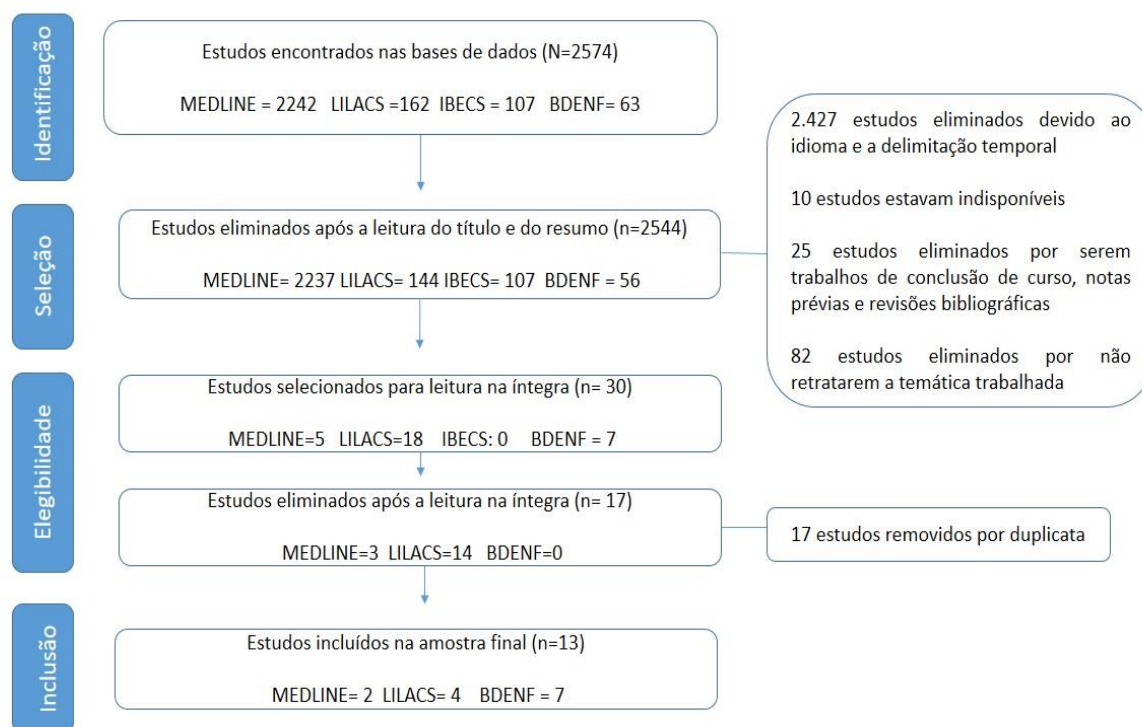 Identificação
Estudos encontrados nas bases de dados (N=2574)
MEDLINE = 2242 LILACS =162 IBECS = 107 BDENF= 63
2.427 estudos eliminados devido ao
idioma e a delimitação temporal
10 estudos estavam indisponíveis
25 estudos eliminados por serem
trabalhos de conclusão de curso, notas
prévias e revisões bibliográficas
82 estudos eliminados por não
retratarem a temática trabalhada
Seleção
Estudos eliminados após a leitura do título e do resumo (n=2544)
MEDLINE = 2237 LILACS= 144 IBECS= 107 BDENF = 56
Elegibilidade
Estudos selecionados para leitura na íntegra (n= 30)
MEDLINE=5 LILACS=18 IBECS: 0 BDENF = 7
Estudos eliminados após a leitura na íntegra (n= 17)
MEDLINE=3 LILACS=14 BDENF=0
17 estudos removidos por duplicata
Inclusão
Estudos incluídos na amostra final (n=13)
MEDLINE= 2 LILACS= 4 BDENF = 7